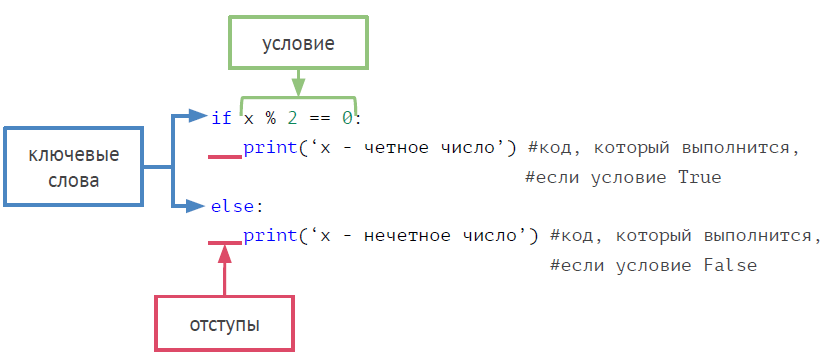 условие
if x % 2 == 0:
print(‘x - четное число’) #код, который выполнится,
#если условие True
ключевые
слова
else:
print(‘x - нечетное число’) #код, который выполнится,
#если условие False
отступы